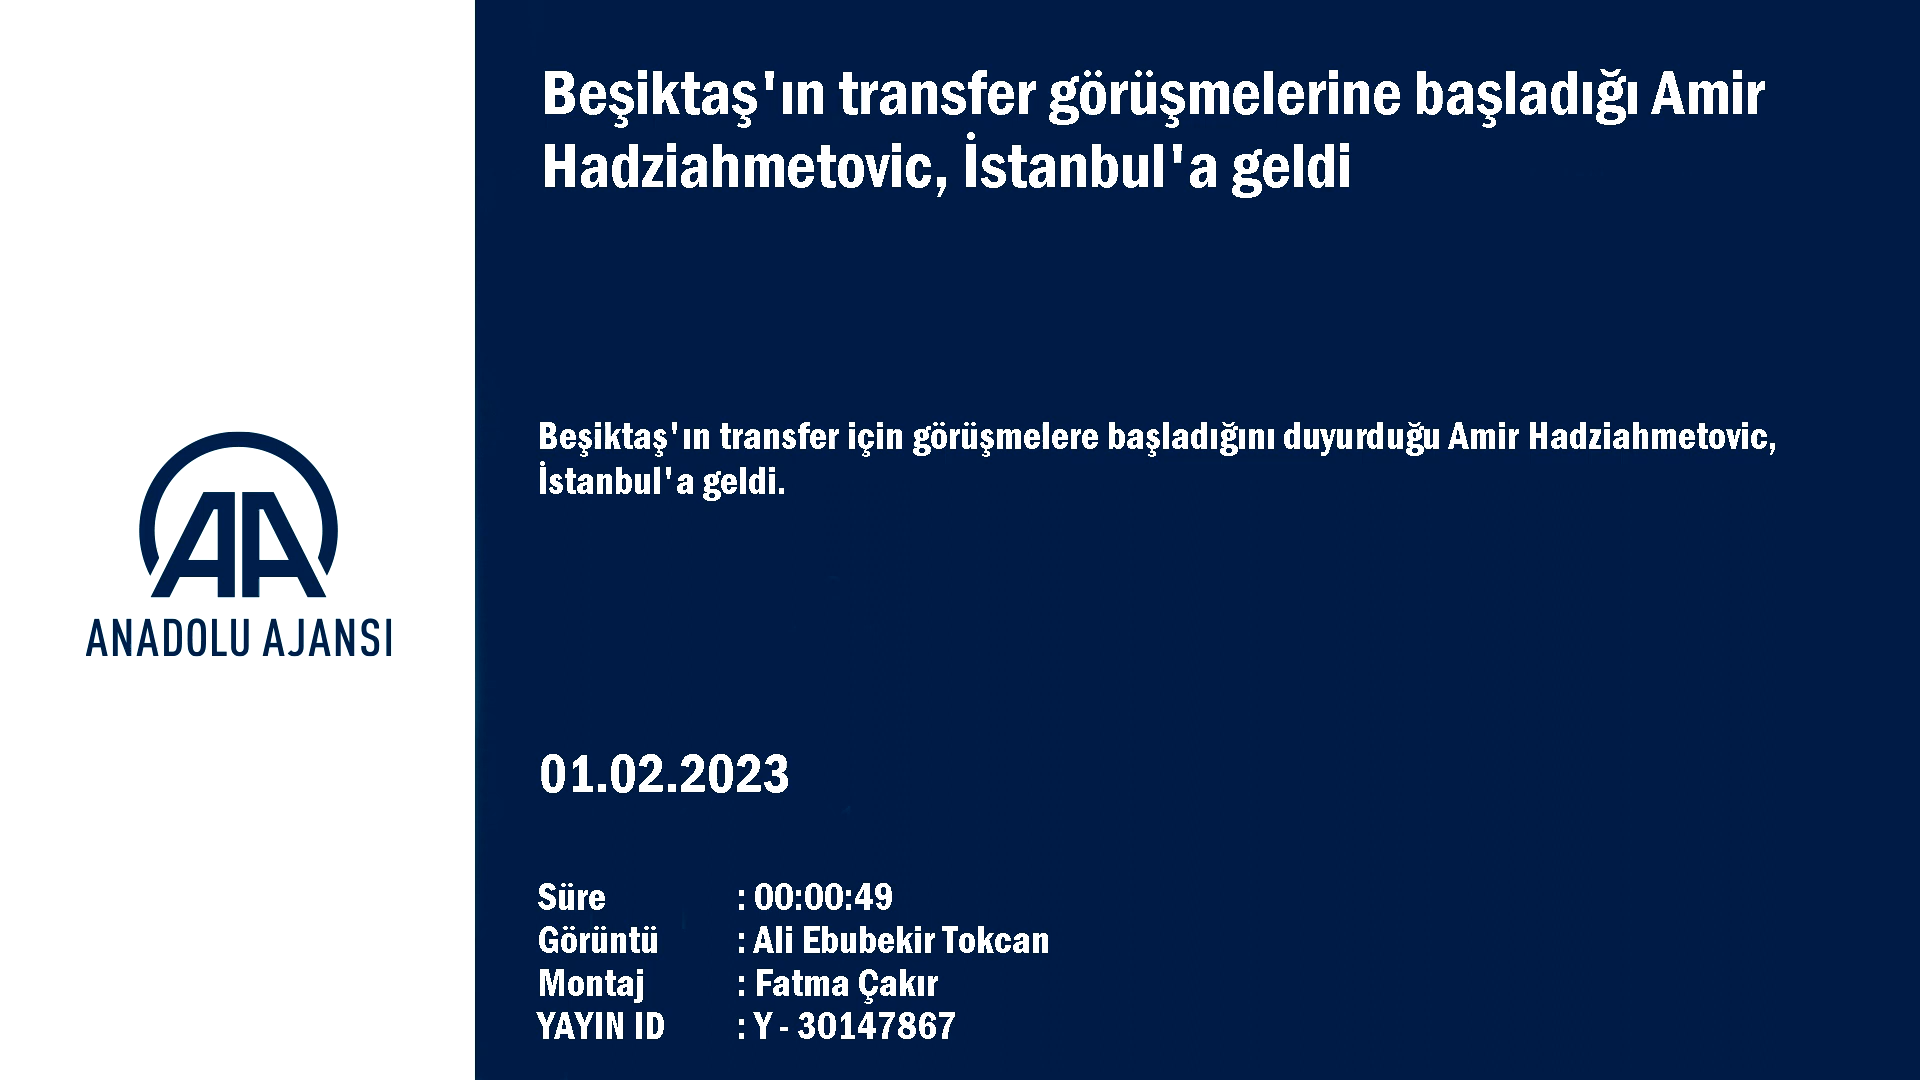 Beşiktaş'ın transfer görüşmelerine başladığı Amir
Hadziahmetovic, İstanbul'a geldi
Beşiktaş'ın transfer için görüşmelere başladığını duyurduğu Amir Hadziahmetovic,
İstanbul'a geldi.
AA
ANADOLU AJANSI
01.02.2023
Süre : 00:00:49
Görüntü : Ali Ebubekir Tokcan
Montaj : Fatma Çakır
YAYIN ID : Y - 30147867